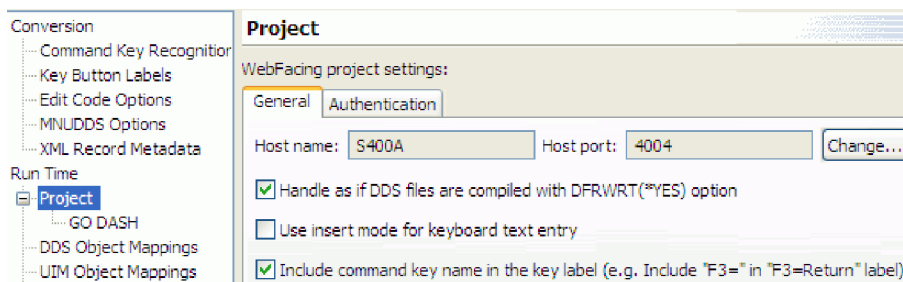 Conversion
Command Key Recognition
Key Button Labels
Edit Code Options
MNUDDS Options
XML Record Metadata
Run Time
Project
GO DASH
DDS Object Mappings
UIM Object Mappings
Project
WebFacing project settings:
General Authentication
Host name: S400A Host port: 4004 Change...
Handle as if DDS files are compiled with DFRWRT(*YES) option
Use insert mode for keyboard text entry
Include command key name in the key label (e.g. Include "F3=" in "F3=Return" label)